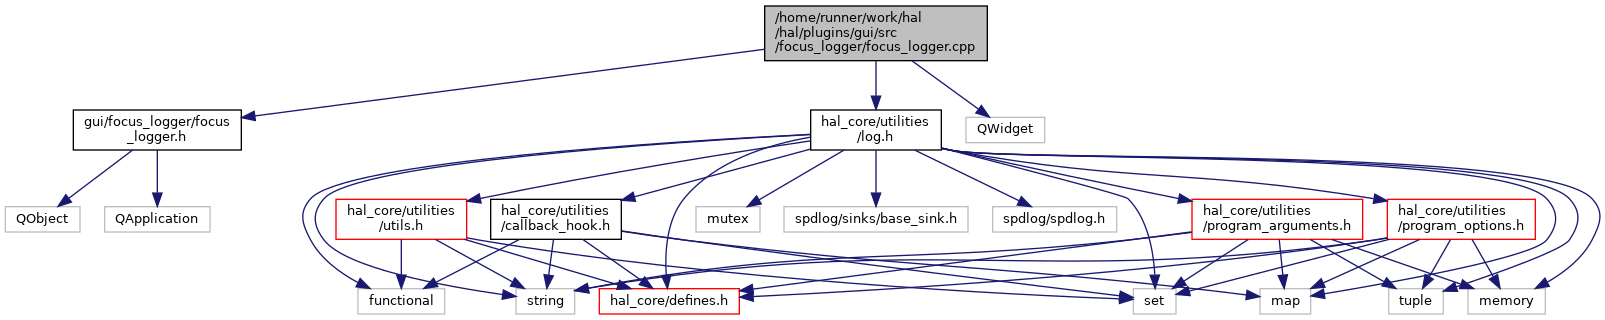 /home/runner/work/hal
/hal/plugins/gui/src
/focus_logger/focus_logger.cpp
gui/focus_logger/focus
_logger.h
hal_core/utilities
/log.h
QWidget
QObject
QApplication
hal_core/utilities
/utils.h
hal_core/utilities
/callback_hook.h
mutex
spdlog/sinks/base_sink.h
spdlog/spdlog.h
hal_core/utilities
/program_arguments.h
hal_core/utilities
/program_options.h
functional
string
hal_core/defines.h
set
map
tuple
memory